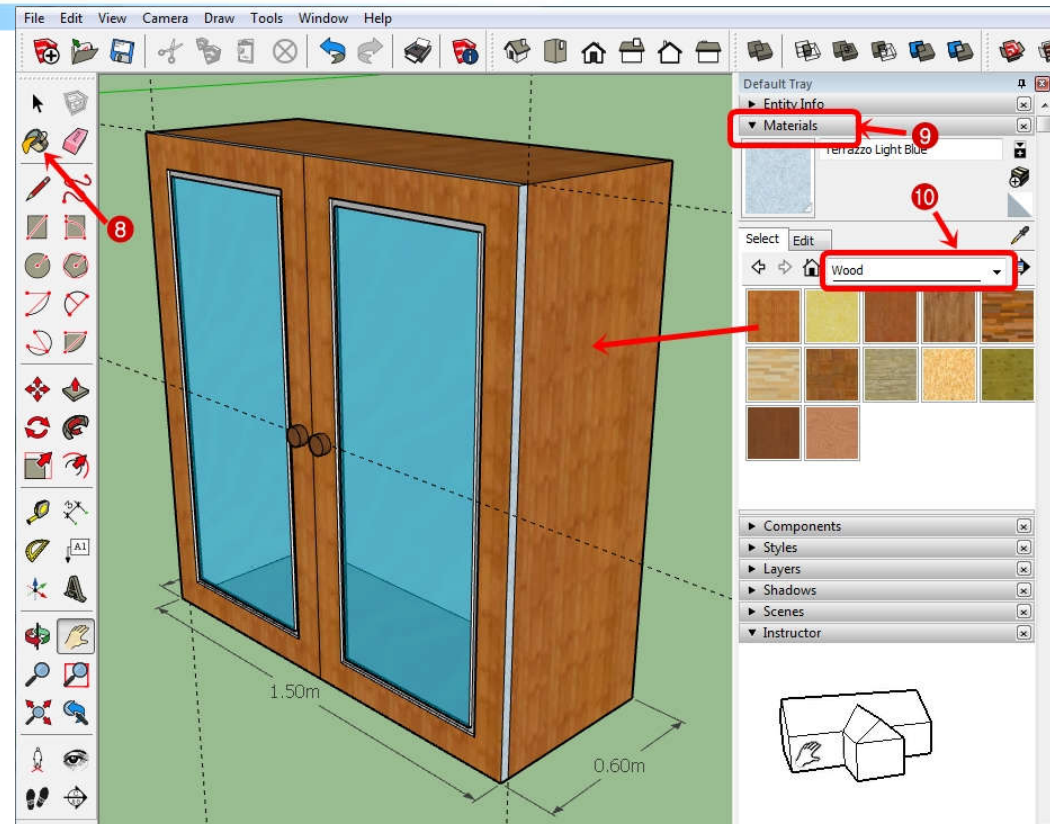 File Edit View Camera Draw Tools Window Help
Default Tray
Entity Info
Materials
9
Terrazzo Light Blue
10
8
Select Edit
Wood
A1
Components
Styles
Layers
Shadows
Scenes
Instructor
1.50m
0.60m